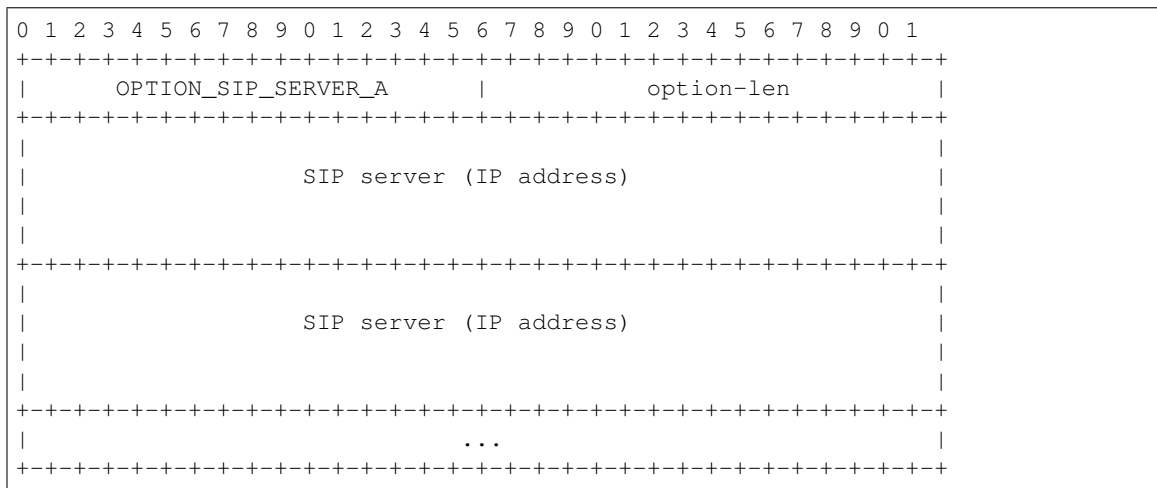 0 1 2 3 4 5 6 7 8 9 0 1 2 3 4 5 6 7 8 9 0 1 2 3 4 5 6 7 8 9 0 1
+-+-+-+-+-+-+-+-+-+-+-+-+-+-+-+-+-+-+-+-+-+-+-+-+-+-+-+-+-+-+-+-+
|      OPTION_SIP_SERVER_A      |           option-len          |
+-+-+-+-+-+-+-+-+-+-+-+-+-+-+-+-+-+-+-+-+-+-+-+-+-+-+-+-+-+-+-+-+
|                                                               |
|                   SIP server (IP address)                     |
|                                                               |
|                                                               |
+-+-+-+-+-+-+-+-+-+-+-+-+-+-+-+-+-+-+-+-+-+-+-+-+-+-+-+-+-+-+-+-+
|                                                               |
|                   SIP server (IP address)                     |
|                                                               |
|                                                               |
+-+-+-+-+-+-+-+-+-+-+-+-+-+-+-+-+-+-+-+-+-+-+-+-+-+-+-+-+-+-+-+-+
|                              ...                              |
+-+-+-+-+-+-+-+-+-+-+-+-+-+-+-+-+-+-+-+-+-+-+-+-+-+-+-+-+-+-+-+-+